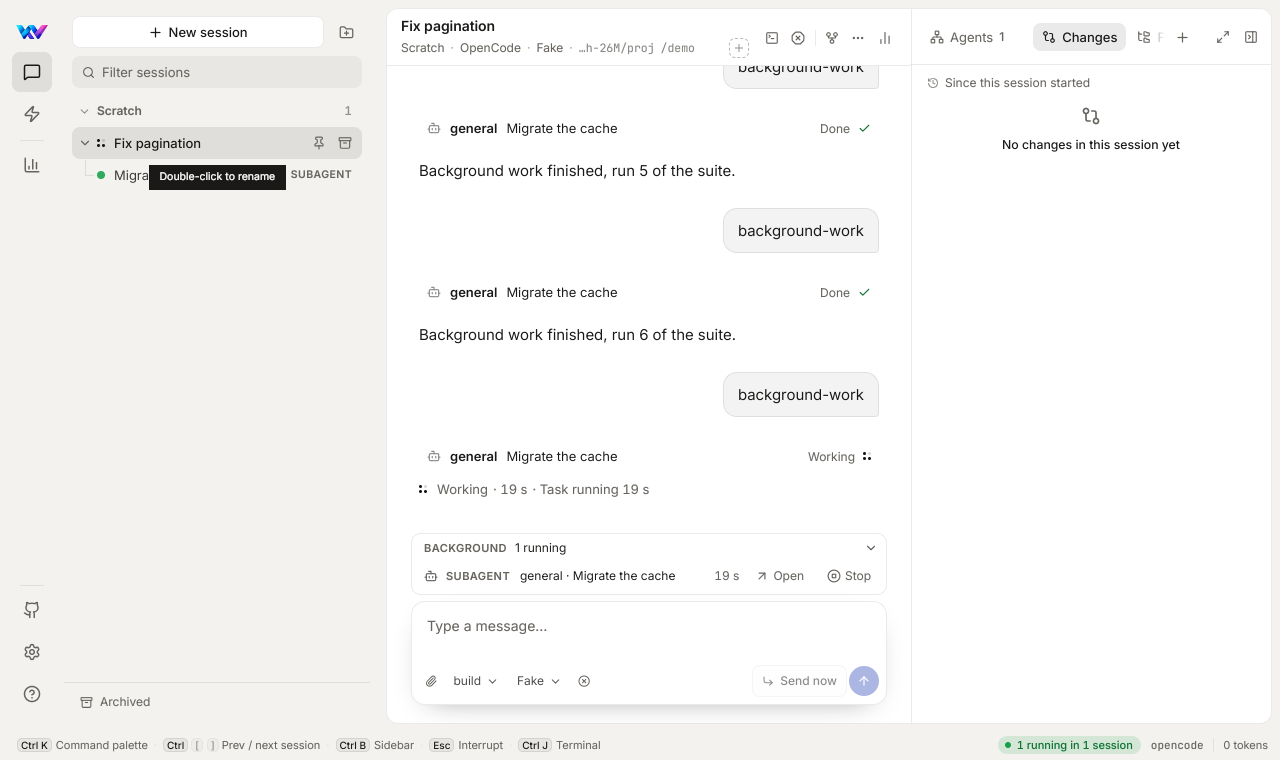 New session
Filter sessions
Scratch 1
Fix pagination
Migra
Double-click to rename
SUBAGENT
Archived
Fix pagination
Scratch · OpenCode · Fake · …h-26M/proj /demo
background-work
general Migrate the cache Done
Background work finished, run 5 of the suite.
background-work
general Migrate the cache Done
Background work finished, run 6 of the suite.
background-work
general Migrate the cache Working
Working · 19 s · Task running 19 s
BACKGROUND 1 running
SUBAGENT general · Migrate the cache 19 s Open Stop
Type a message…
build Fake Send now
Agents 1 Changes F
Since this session started
No changes in this session yet
Ctrl K Command palette Ctrl [ ] Prev / next session Ctrl B Sidebar Esc Interrupt Ctrl J Terminal
1 running in 1 session opencode 0 tokens